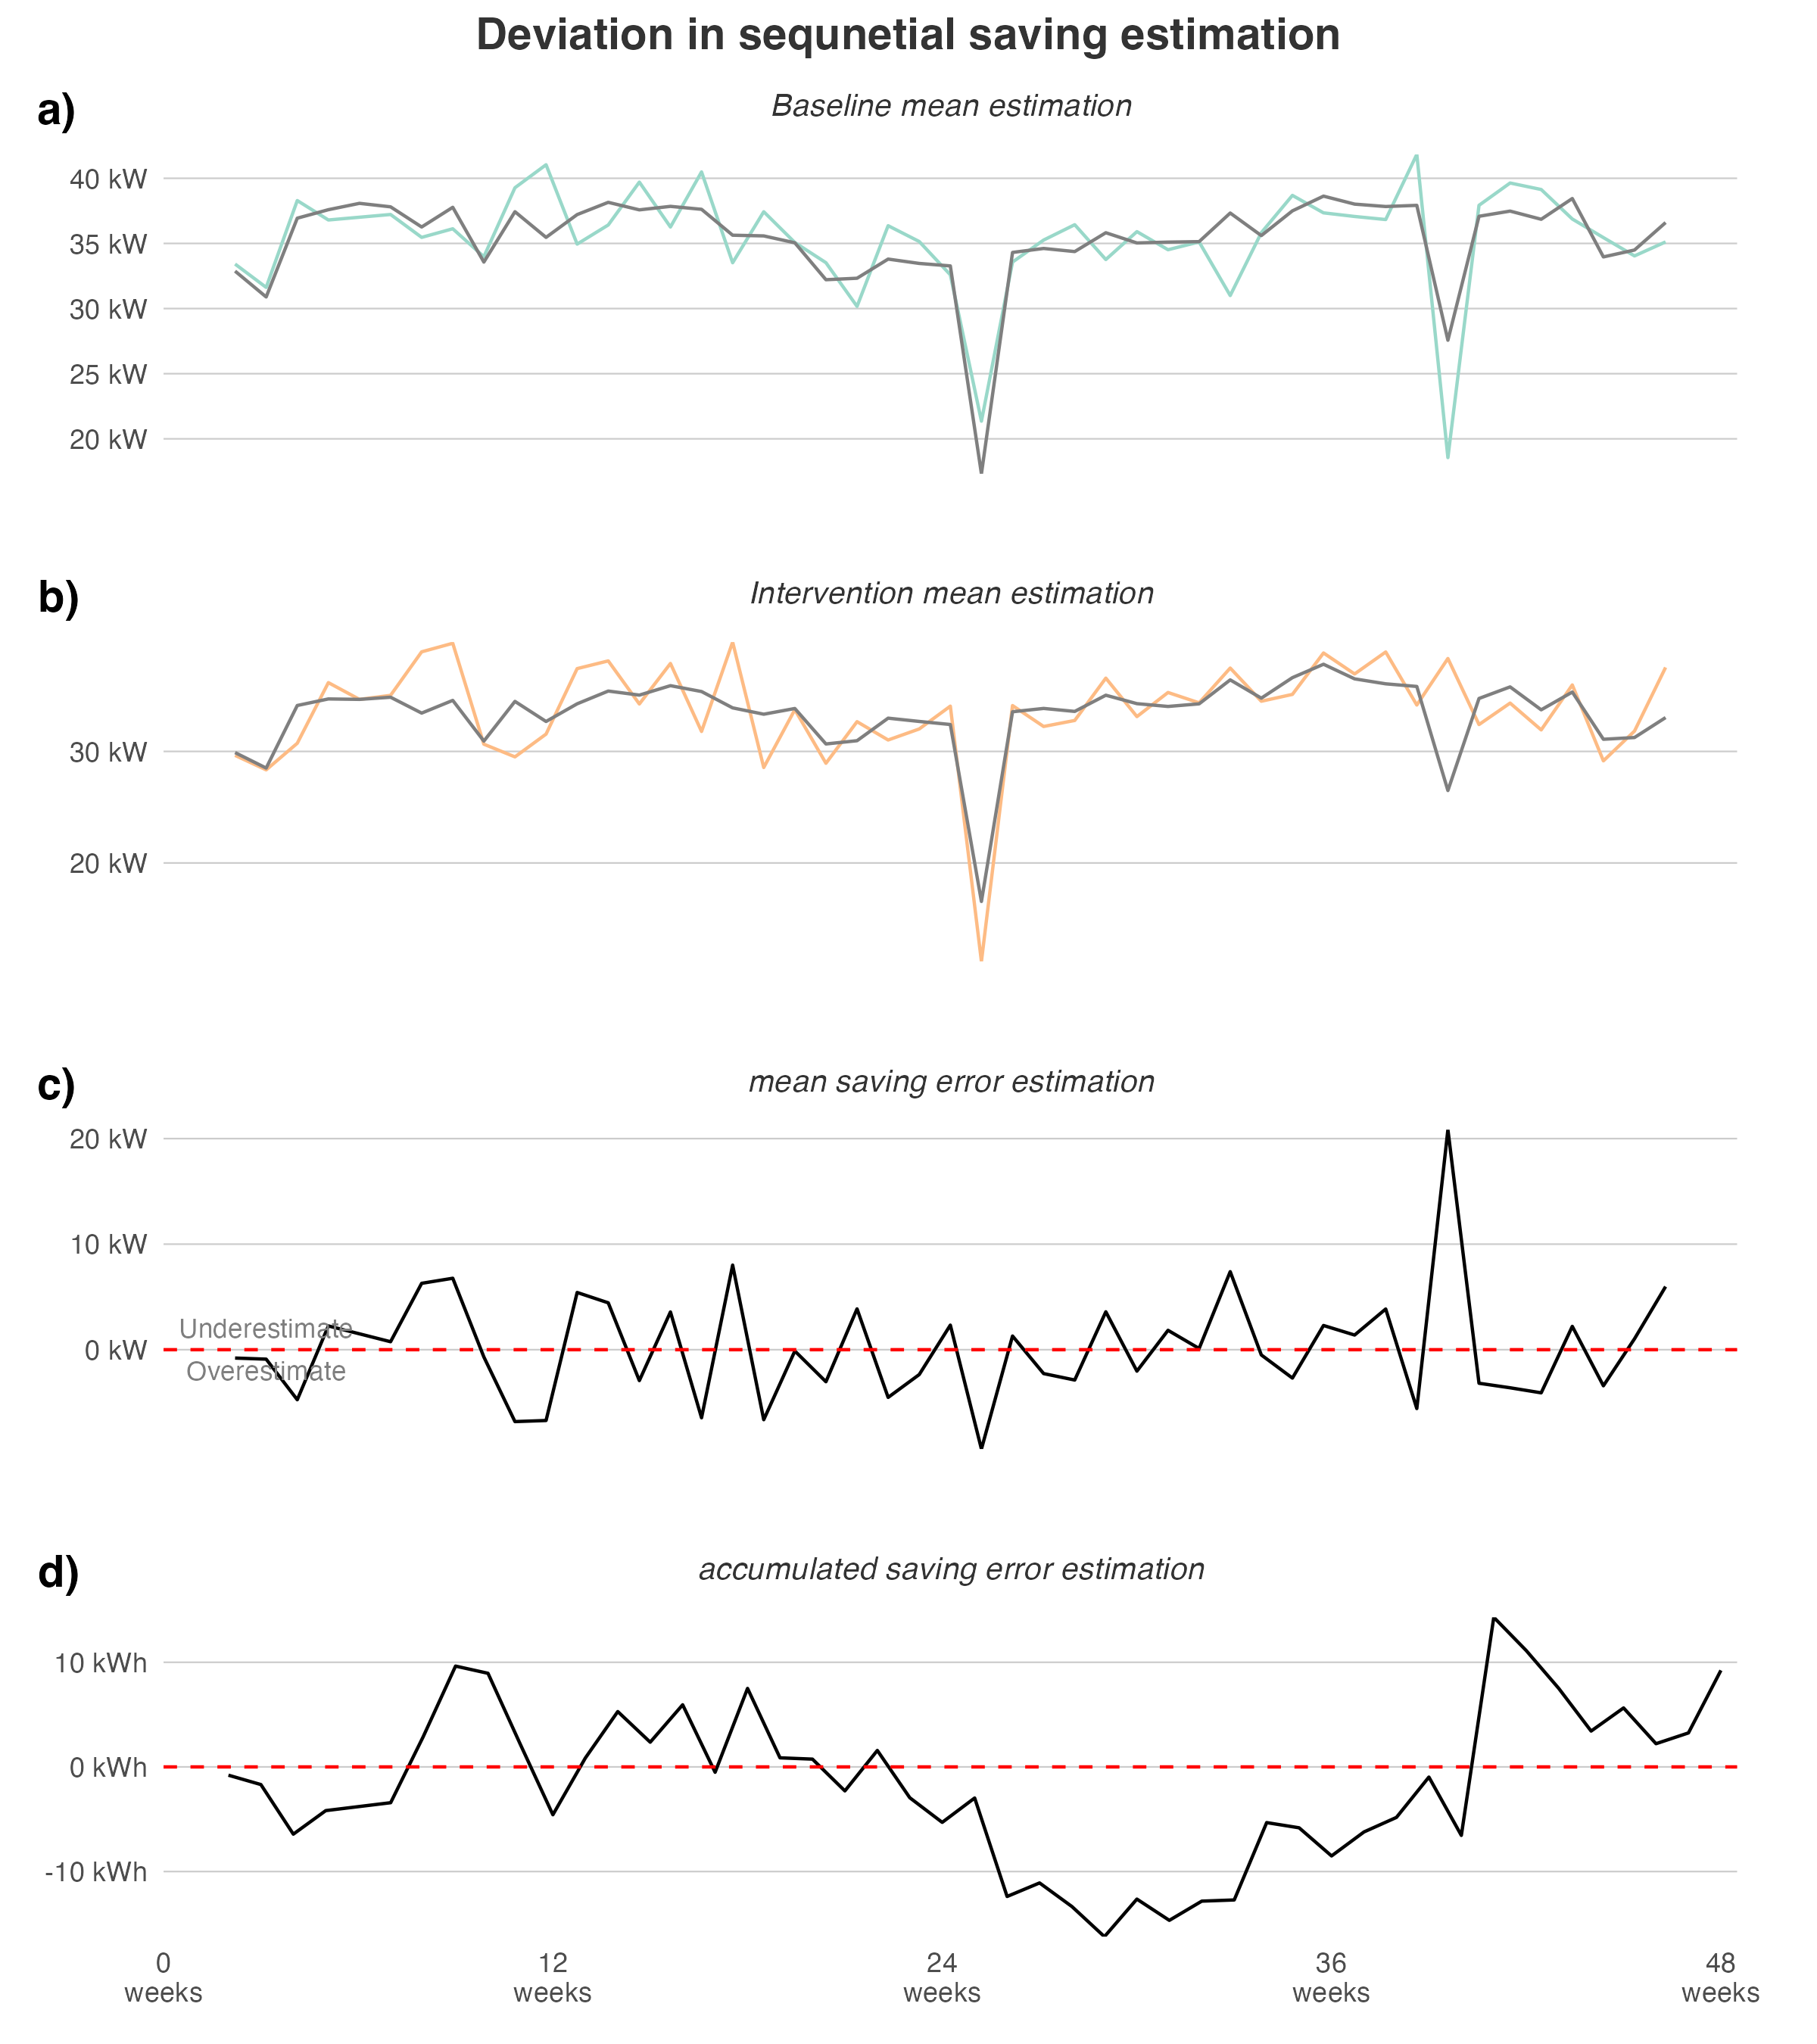 Deviation in sequnetial saving estimation
a)
Baseline mean estimation
40 kW
35 kW
30 kW
25 kW
20 kW
b)
Intervention mean estimation
30 kW
20 kW
c)
mean saving error estimation
20 kW
10 kW
Underestimate
0 kW
Overestimate
d)
accumulated saving error estimation
10 kWh
0 kWh
-10 kWh
0 12 24 36 48
weeks weeks weeks weeks weeks